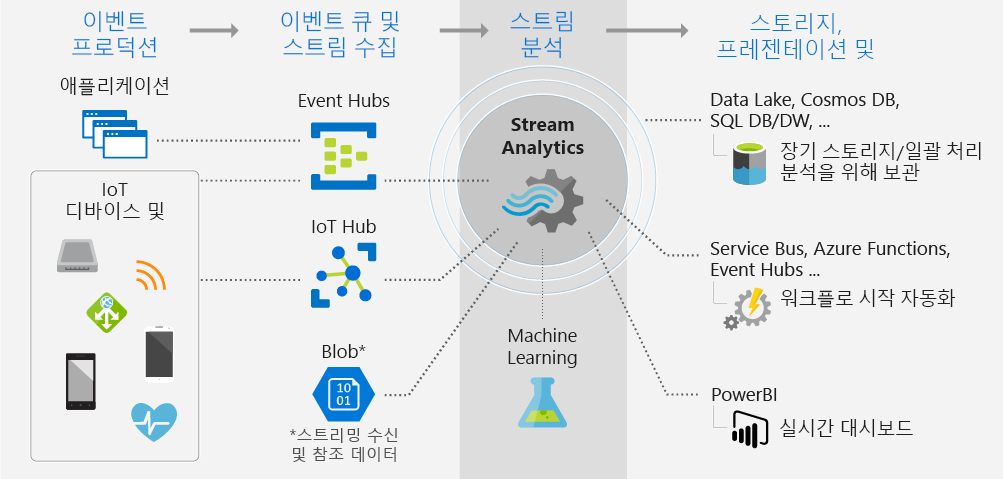 이벤트
프로덕션
이벤트 큐 및
스트림 수집
스트림
분석
스토리지,
프레젠테이션 및
애플리케이션
IoT
디바이스 및
Event Hubs
IoT Hub
Blob*
10
01
*스트리밍 수신
및 참조 데이터
Stream
Analytics
Machine
Learning
Data Lake, Cosmos DB,
SQL DB/DW, ...
장기 스토리지/일괄 처리
분석을 위해 보관
Service Bus, Azure Functions,
Event Hubs ...
워크플로 시작 자동화
PowerBI
실시간 대시보드